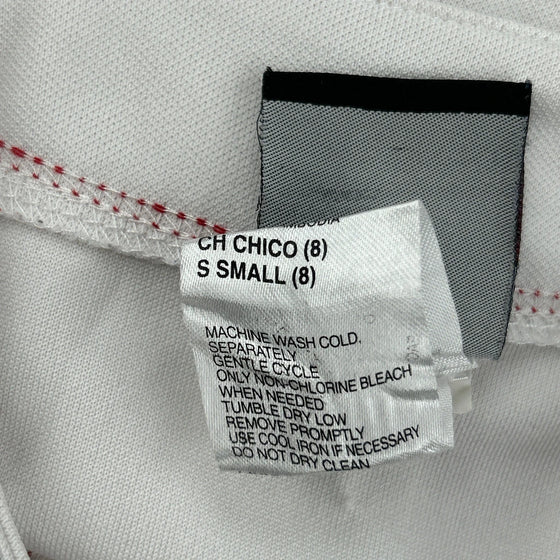 CH CHICO (8)
S SMALL (8)
MACHINE WASH COLD.
SEPARATELY
GENTLE CYCLE
ONLY NON-CHLORINE BLEACH
WHEN NEEDED
TUMBLE DRY LOW
REMOVE PROMPTLY
USE COOL IRON IF NECESSARY
DO NOT DRY CLEAN